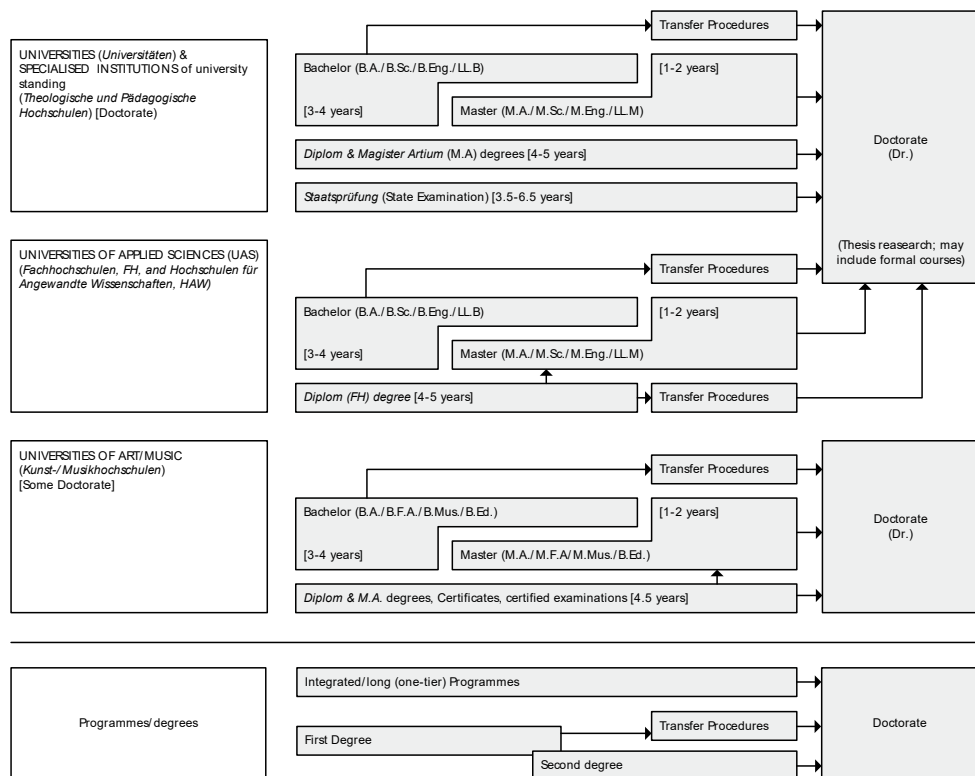 Transfer Procedures
UNIVERSITIES (Universitäten) &
SPECIALISED INSTITUTIONS of university
standing
(Theologische und Pädagogische
Hochschulen) [Doctorate)
Bachelor (B.A./B.Sc./B.Eng./LL.B)
[1-2 years]
[3-4 years]
Master (M.A./M.Sc./M.Eng./LL.M)
Diplom & Magister Artium (M.A) degrees [4-5 years]
Staatsprüfung (State Examination) [3.5-6.5 years]
Doctorate
(Dr.)
(Thesis reasearch; may
include formal courses)
UNIVERSITIES OF APPLIED SCIENCES (UAS)
(Fachhochschulen, FH, and Hochschulen für
Angewandte Wissenschaften, HAW)
Transfer Procedures
Bachelor (B.A./B.Sc./B.Eng./LL.B)
[1-2 years]
[3-4 years]
Master (M.A./M.Sc./M.Eng./LL.M)
Diplom (FH) degree [4-5 years]
Transfer Procedures
UNIVERSITIES OF ART/MUSIC
(Kunst-/Musikhochschulen)
[Some Doctorate]
Transfer Procedures
Bachelor (B.A./B.F.A./B.Mus./B.Ed.)
[1-2 years]
[3-4 years]
Master (M.A./M.F.A/M.Mus./B.Ed.)
Diplom & M.A. degrees, Certificates, certified examinations [4.5 years]
Doctorate
(Dr.)
Programmes/degrees
Integrated/long (one-tier) Programmes
Transfer Procedures
First Degree
Second degree
Doctorate